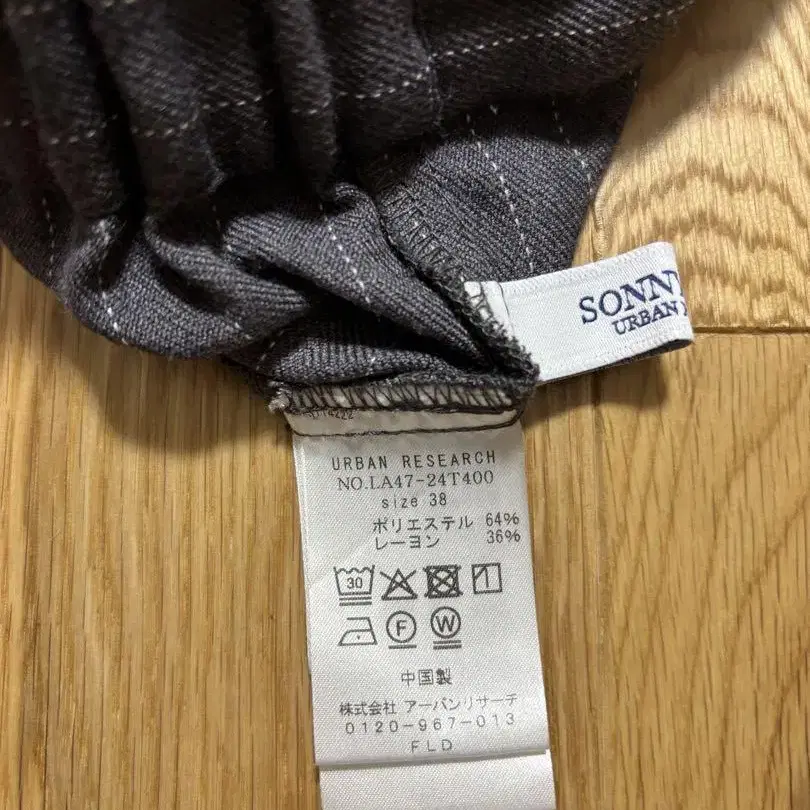 SONN
URBAN
URBAN RESEARCH
NO.LA47-24T400
size 38
ポリエステル 64%
レーヨン 36%
30
F W
中国製
株式会社 アーバンリサーチ
0120-967-013
FLD